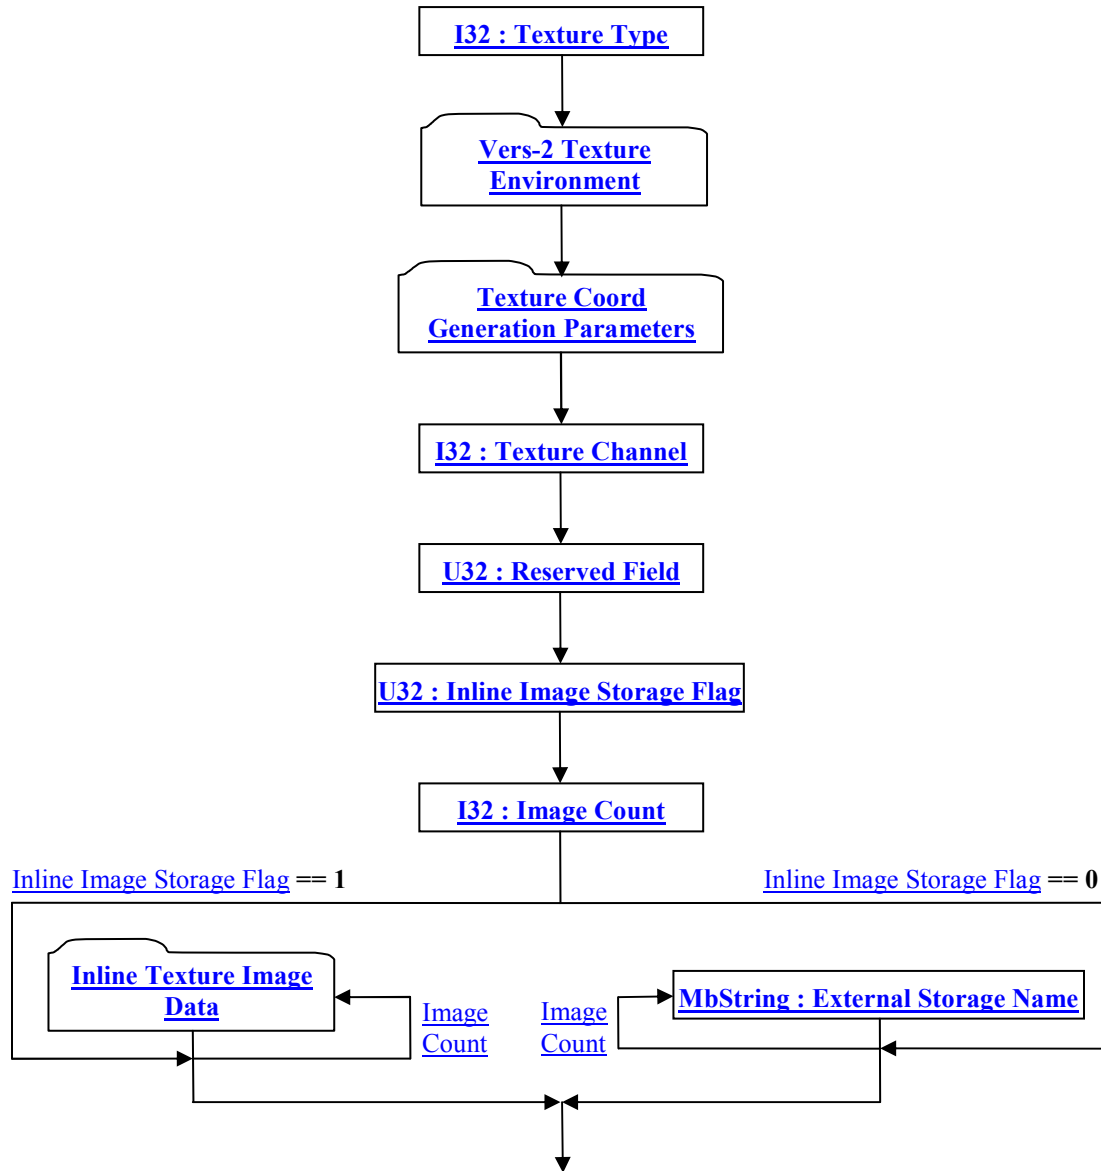 I32 : Texture Type
Vers-2 Texture
Environment
Texture Coord
Generation Parameters
I32 : Texture Channel
U32 : Reserved Field
U32 : Inline Image Storage Flag
I32 : Image Count
Inline Image Storage Flag == 1
Inline Image Storage Flag == 0
Inline Texture Image
Data
Image
Count
Image
Count
MbString : External Storage Name